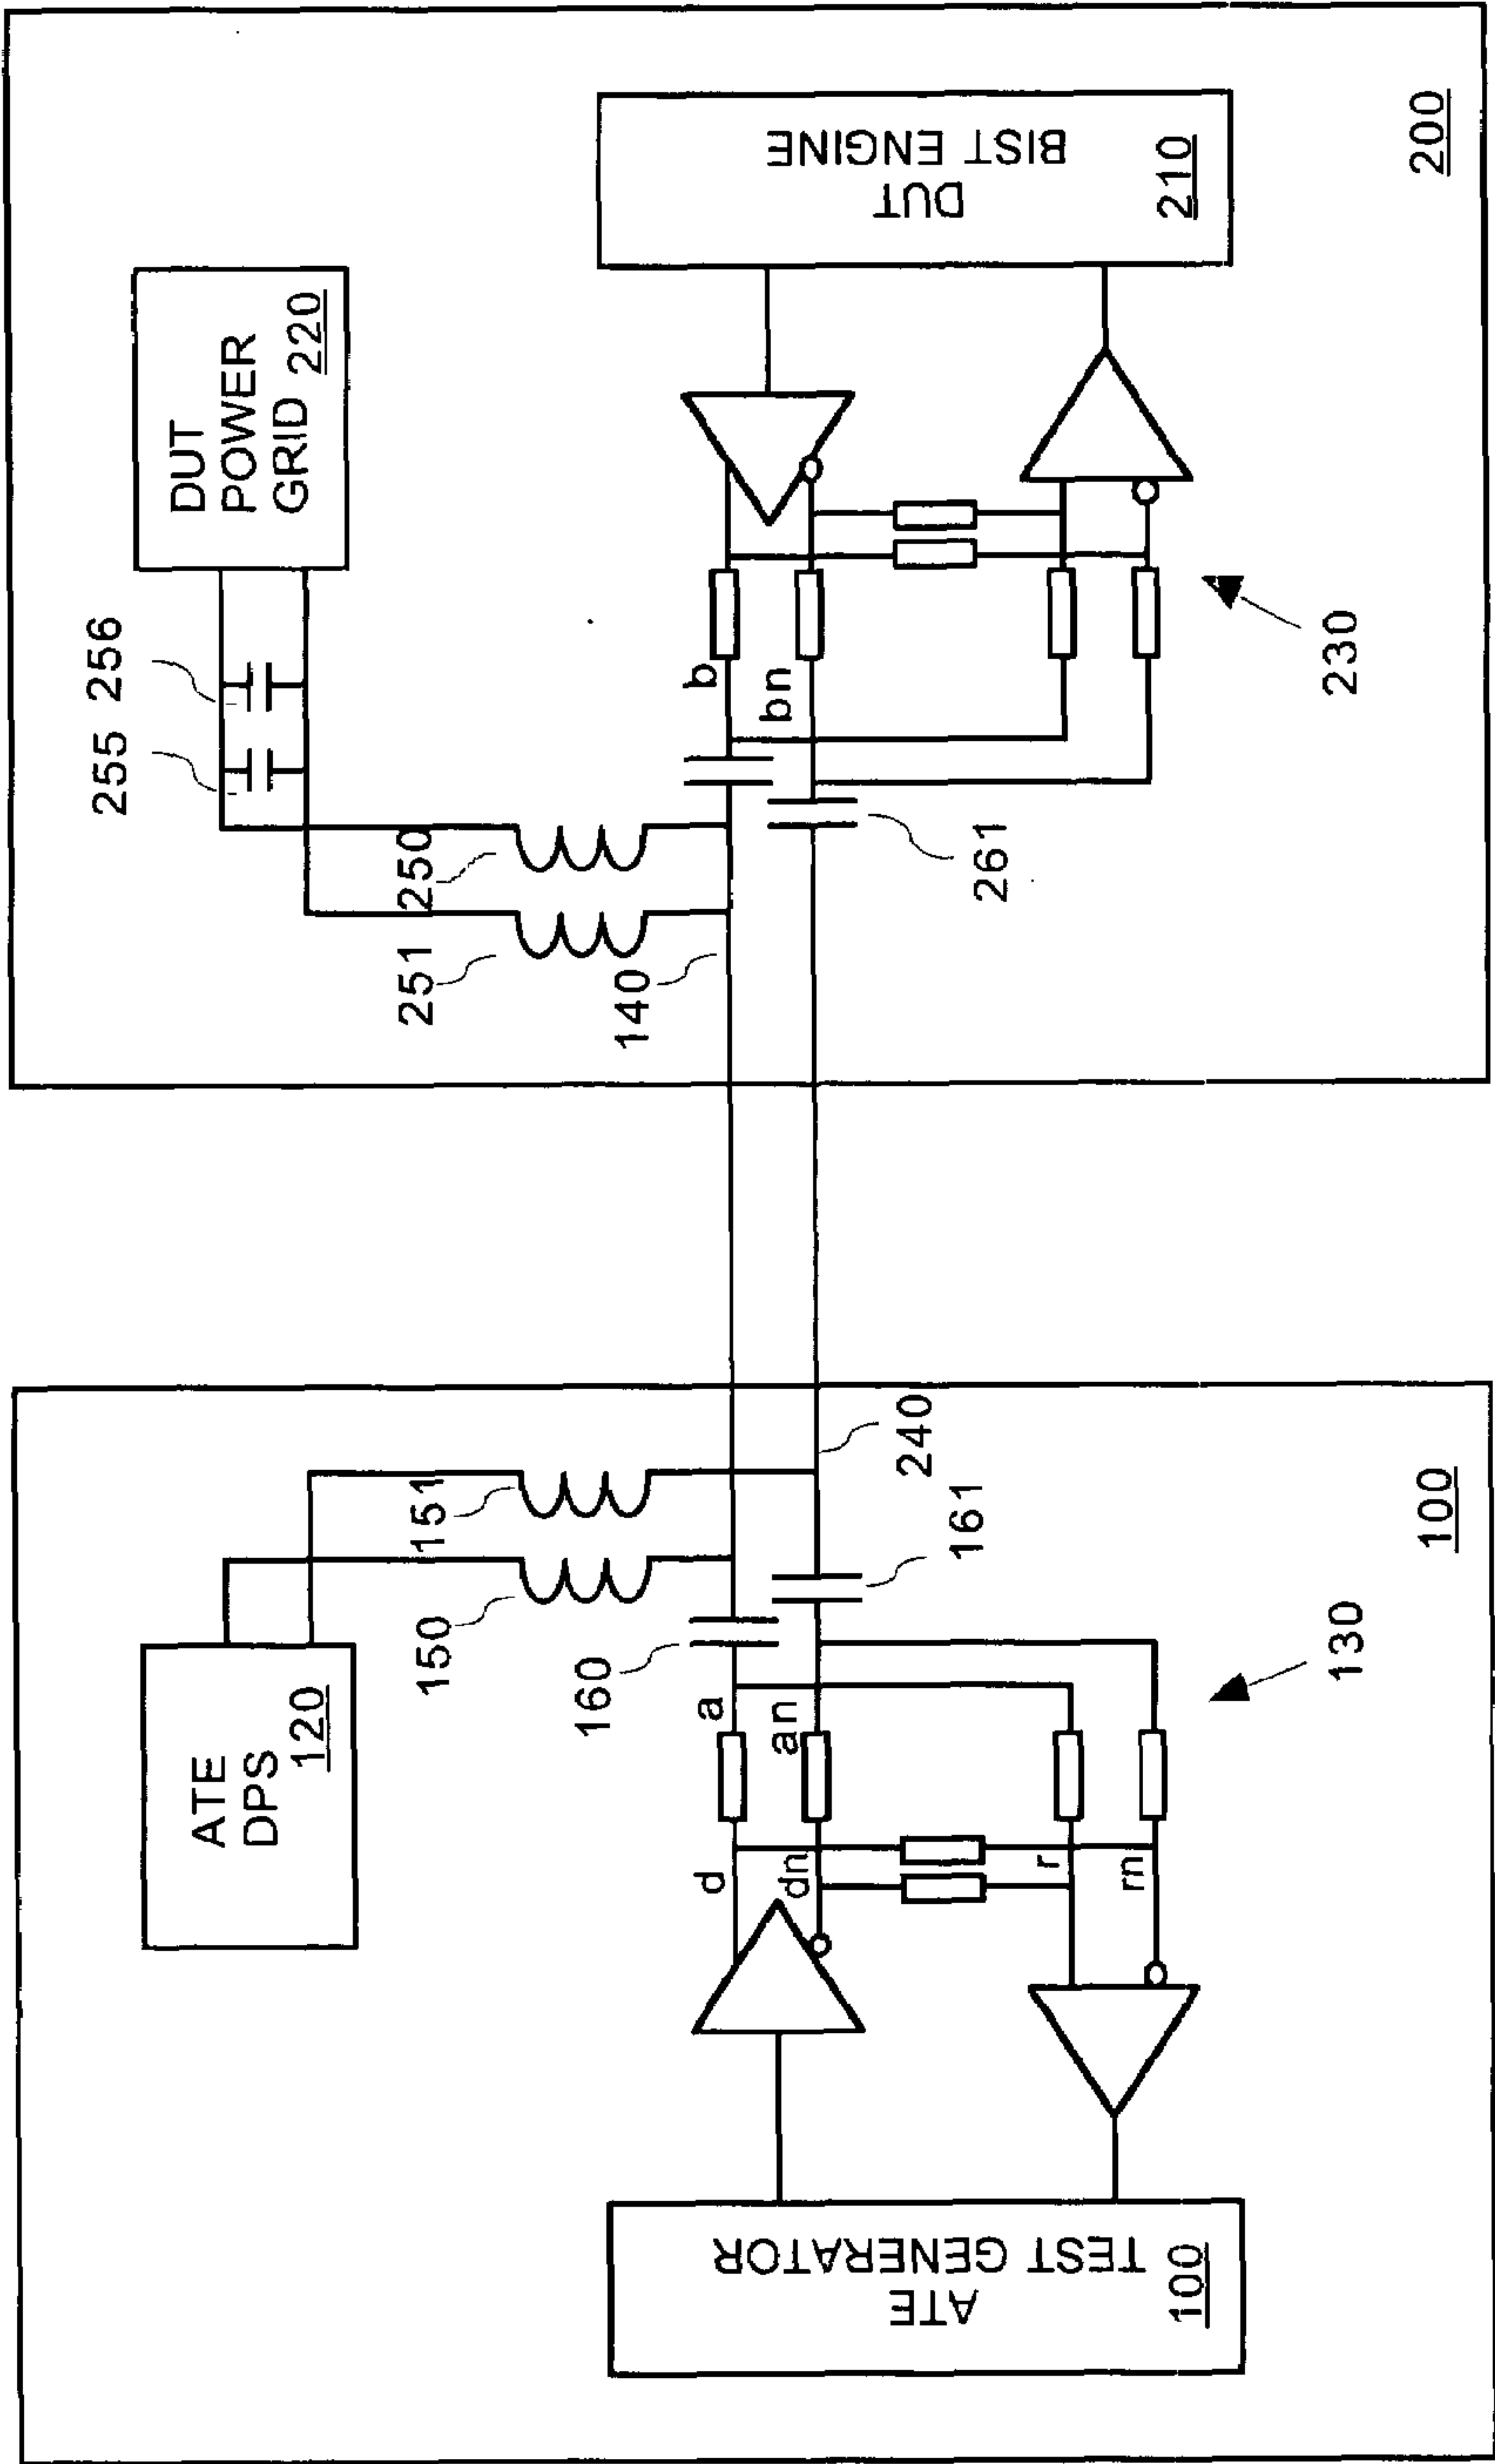 ATE
DPS
120
150
151
160
161
240
a
an
d
dn
r
rn
130
ATE
TEST GENERATOR
100
100
DUT
POWER
GRID 220
255
256
250
251
140
261
b
bn
230
DUT
BIST ENGINE
210
200